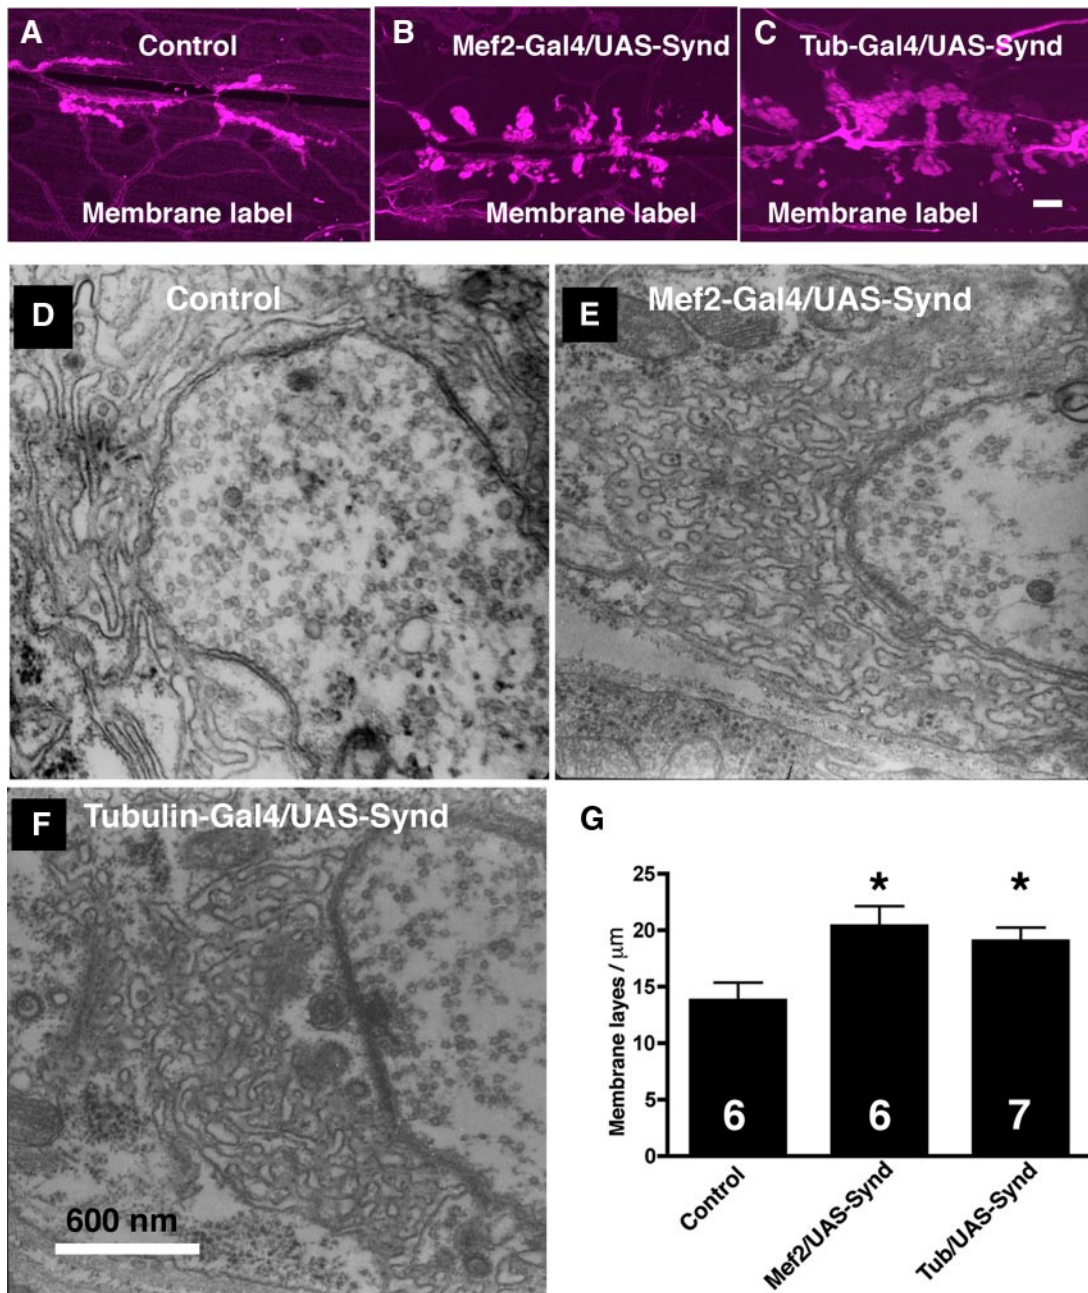 A
Control
Membrane label
B
Mef2-Gal4/UAS-Synd
Membrane label
C
Tub-Gal4/UAS-Synd
Membrane label
D
Control
E
Mef2-Gal4/UAS-Synd
F
Tubulin-Gal4/UAS-Synd
600 nm
G
Membrane layes / μm
25
20
15
10
5
0
*
*
6
6
7
Control
Mef2/UAS-Synd
Tub/UAS-Synd